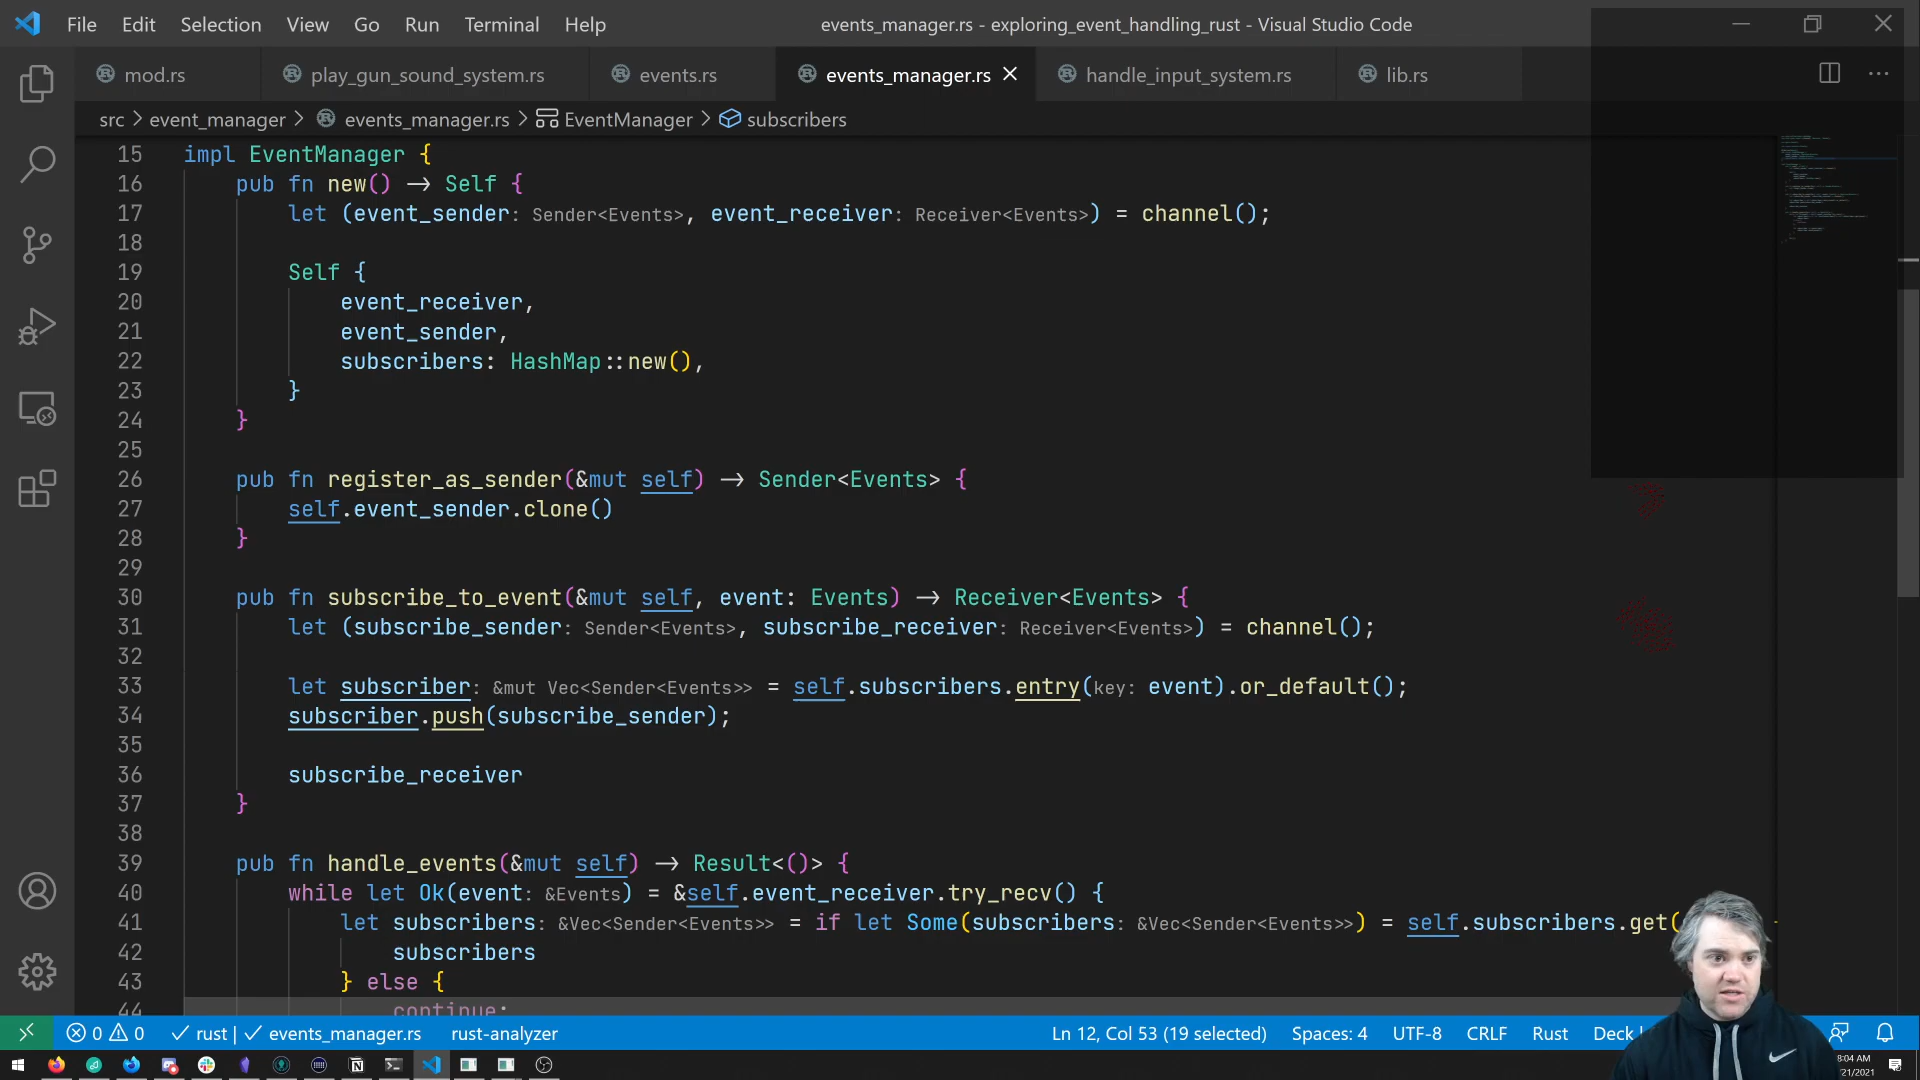 File Edit Selection View Go Run Terminal Help events_manager.rs - exploring_event_handling_rust - Visual Studio Code
mod.rs play_gun_sound_system.rs events.rs events_manager.rs handle_input_system.rs lib.rs
src > event_manager > events_manager.rs > EventManager > subscribers
15 impl EventManager {
16 pub fn new() -> Self {
17 let (event_sender: Sender<Events>, event_receiver: Receiver<Events>) = channel();
18
19 Self {
20 event_receiver,
21 event_sender,
22 subscribers: HashMap::new(),
23 }
24 }
25
26 pub fn register_as_sender(&mut self) -> Sender<Events> {
27 self.event_sender.clone()
28 }
29
30 pub fn subscribe_to_event(&mut self, event: Events) -> Receiver<Events> {
31 let (subscribe_sender: Sender<Events>, subscribe_receiver: Receiver<Events>) = channel();
32
33 let subscriber: &mut Vec<Sender<Events>> = self.subscribers.entry(key: event).or_default();
34 subscriber.push(subscribe_sender);
35
36 subscribe_receiver
37 }
38
39 pub fn handle_events(&mut self) -> Result<()> {
40 while let Ok(event: &Events) = &self.event_receiver.try_recv() {
41 let subscribers: &Vec<Sender<Events>> = if let Some(subscribers: &Vec<Sender<Events>>) = self.subscribers.get(
42 subscribers
43 } else {
44 continue;
0 0 rust | events_manager.rs rust-analyzer Ln 12, Col 53 (19 selected) Spaces: 4 UTF-8 CRLF Rust Deck
8:04 AM
/21/2021